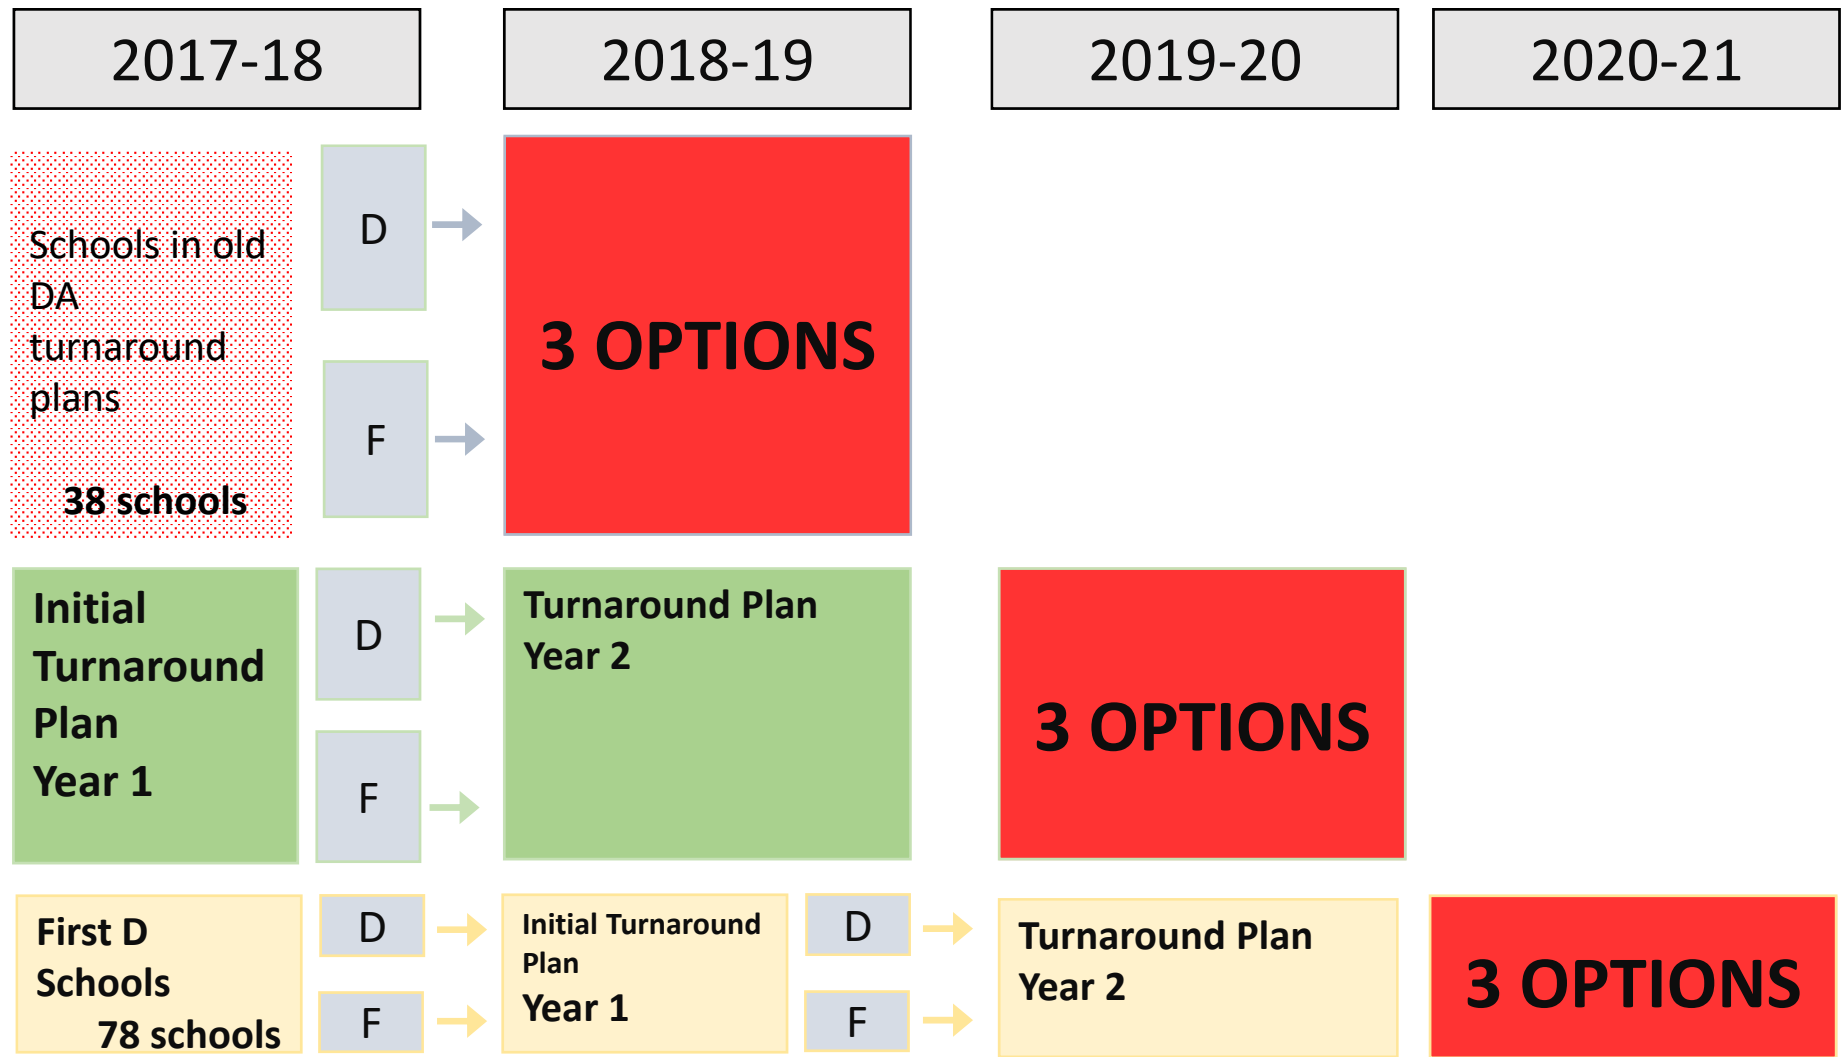 2017-18
2018-19
2019-20
2020-21
Schools in old
DA
turnaround
plans
38 schools
D
F
3 OPTIONS
Initial
Turnaround
Plan
Year 1
D
F
Turnaround Plan
Year 2
3 OPTIONS
First D
Schools
78 schools
D
F
Initial Turnaround
Plan
Year 1
D
F
Turnaround Plan
Year 2
3 OPTIONS